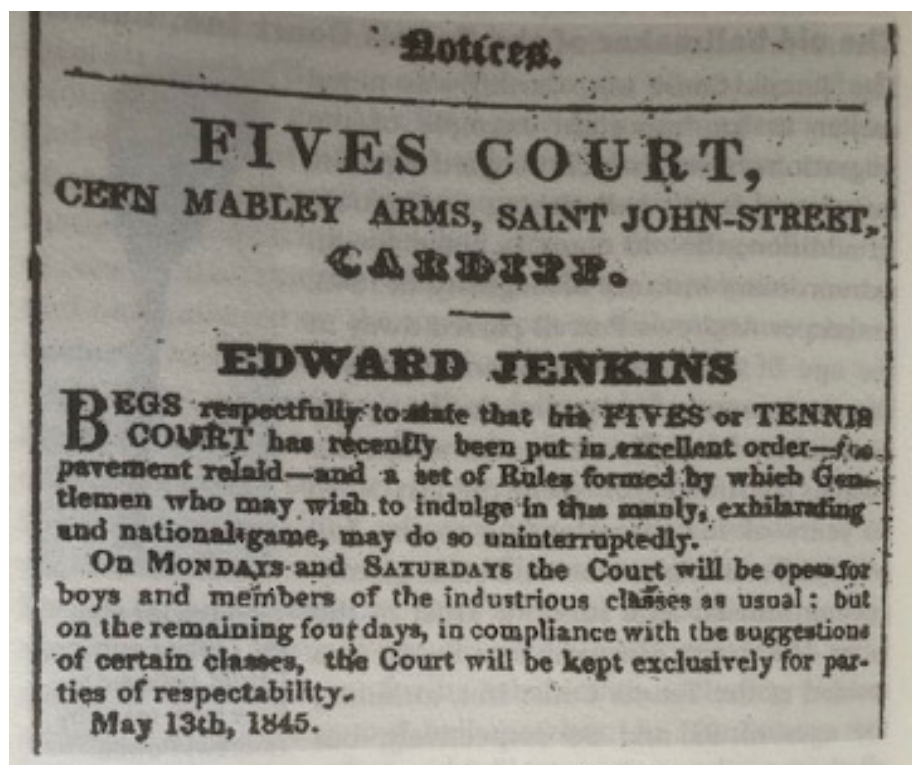 Notices.
FIVES COURT,
CEFN MABLEY ARMS, SAINT JOHN-STREET,
CARDIFF.
EDWARD JENKINS
BEGS respectfully to state that his FIVES or TENNIS
COURT has recently been put in excellent order—
pavement relaid—and a set of Rules formed by which Gen-
tlemen who may wish to indulge in this manly, exhilarating
and national game, may do so uninterruptedly.
On MONDAYS and SATURDAYS the Court will be open for
boys and members of the industrious classes as usual: but
on the remaining four days, in compliance with the suggestions
of certain classes, the Court will be kept exclusively for par-
ties of respectability.
May 13th, 1845.